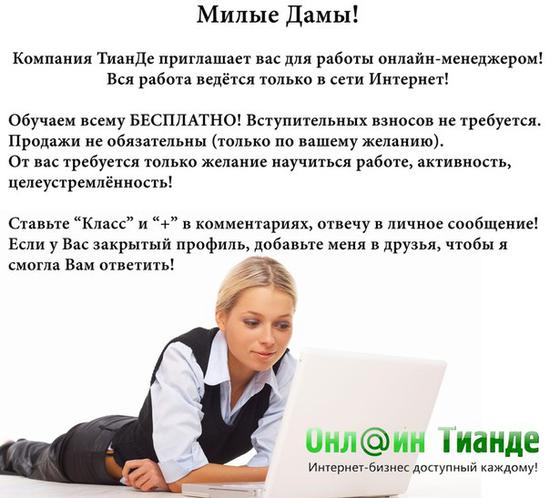 Милые Дамы!
Компания ТианДе приглашает вас для работы онлайн-менеджером!
Вся работа ведётся только в сети Интернет!
Обучаем всему БЕСПЛАТНО! Вступительных взносов не требуется.
Продажи не обязательны (только по вашему желанию).
От вас требуется только желание научиться работе, активность,
целеустремлённость!
Ставьте “Класс” и “+” в комментариях, отвечу в личное сообщение!
Если у Вас закрытый профиль, добавьте меня в друзья, чтобы я
смогла Вам ответить!
Онл@йн Тианде
Интернет-бизнес доступный каждому!